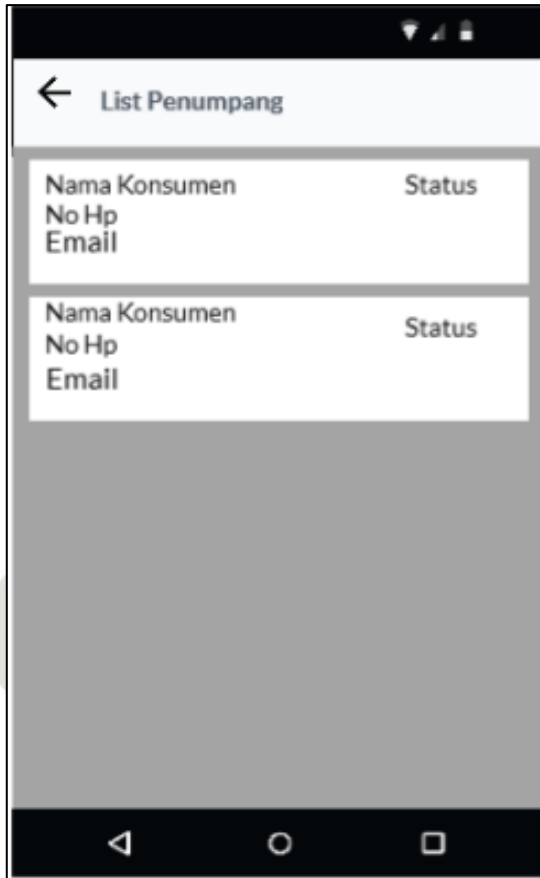 List Penumpang
Nama Konsumen Status
No Hp
Email
Nama Konsumen
No Hp Status
Email